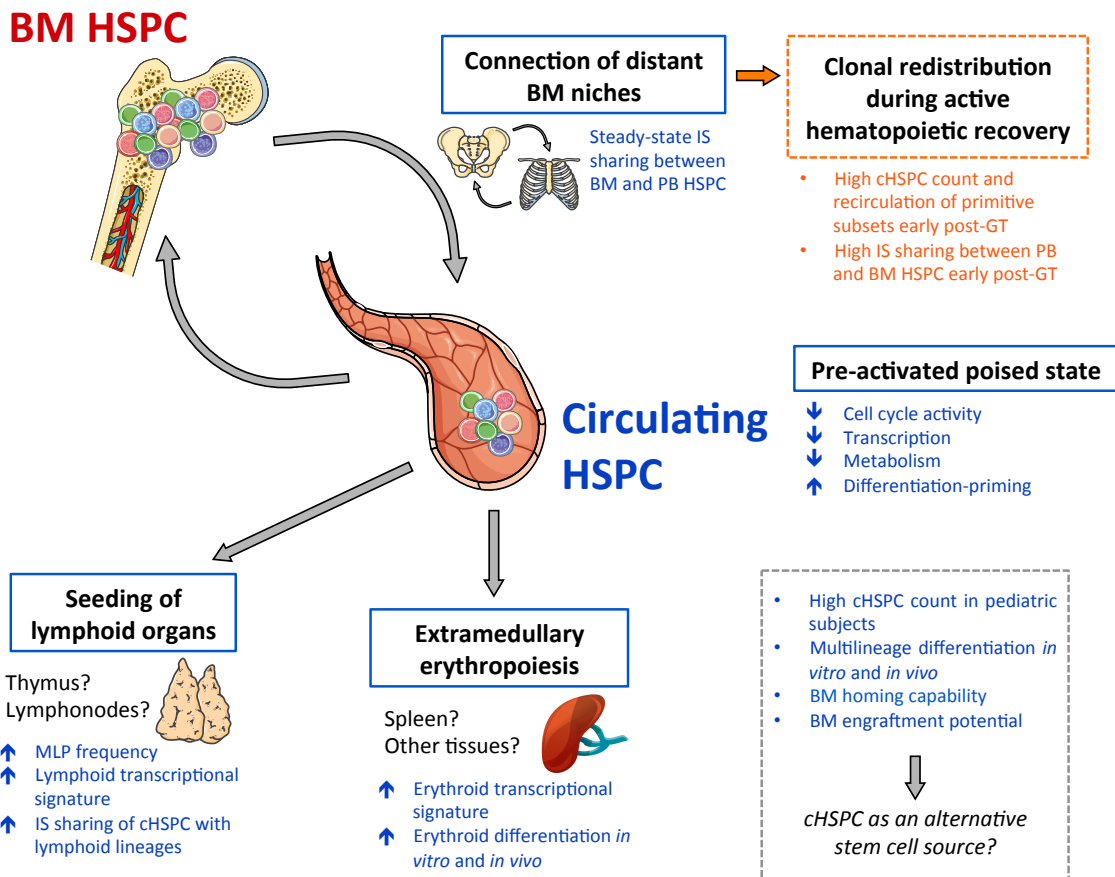 BM HSPC
Connection of distant
BM niches
Steady-state IS
sharing between
BM and PB HSPC
Clonal redistribution
during active
hematopoietic recovery
• High cHSPC count and
recirculation of primitive
subsets early post-GT
• High IS sharing between PB
and BM HSPC early post-GT
Circulating
HSPC
Pre-activated poised state
Cell cycle activity
Transcription
Metabolism
Differentiation-priming
Seeding of
lymphoid organs
Thymus?
Lymphonodes?
MLP frequency
Lymphoid transcriptional
signature
IS sharing of cHSPC with
lymphoid lineages
Extramedullary
erythropoiesis
Spleen?
Other tissues?
Erythroid transcriptional
signature
Erythroid differentiation in
vitro and in vivo
• High cHSPC count in pediatric
subjects
• Multilineage differentiation in
vitro and in vivo
• BM homing capability
• BM engraftment potential
cHSPC as an alternative
stem cell source?